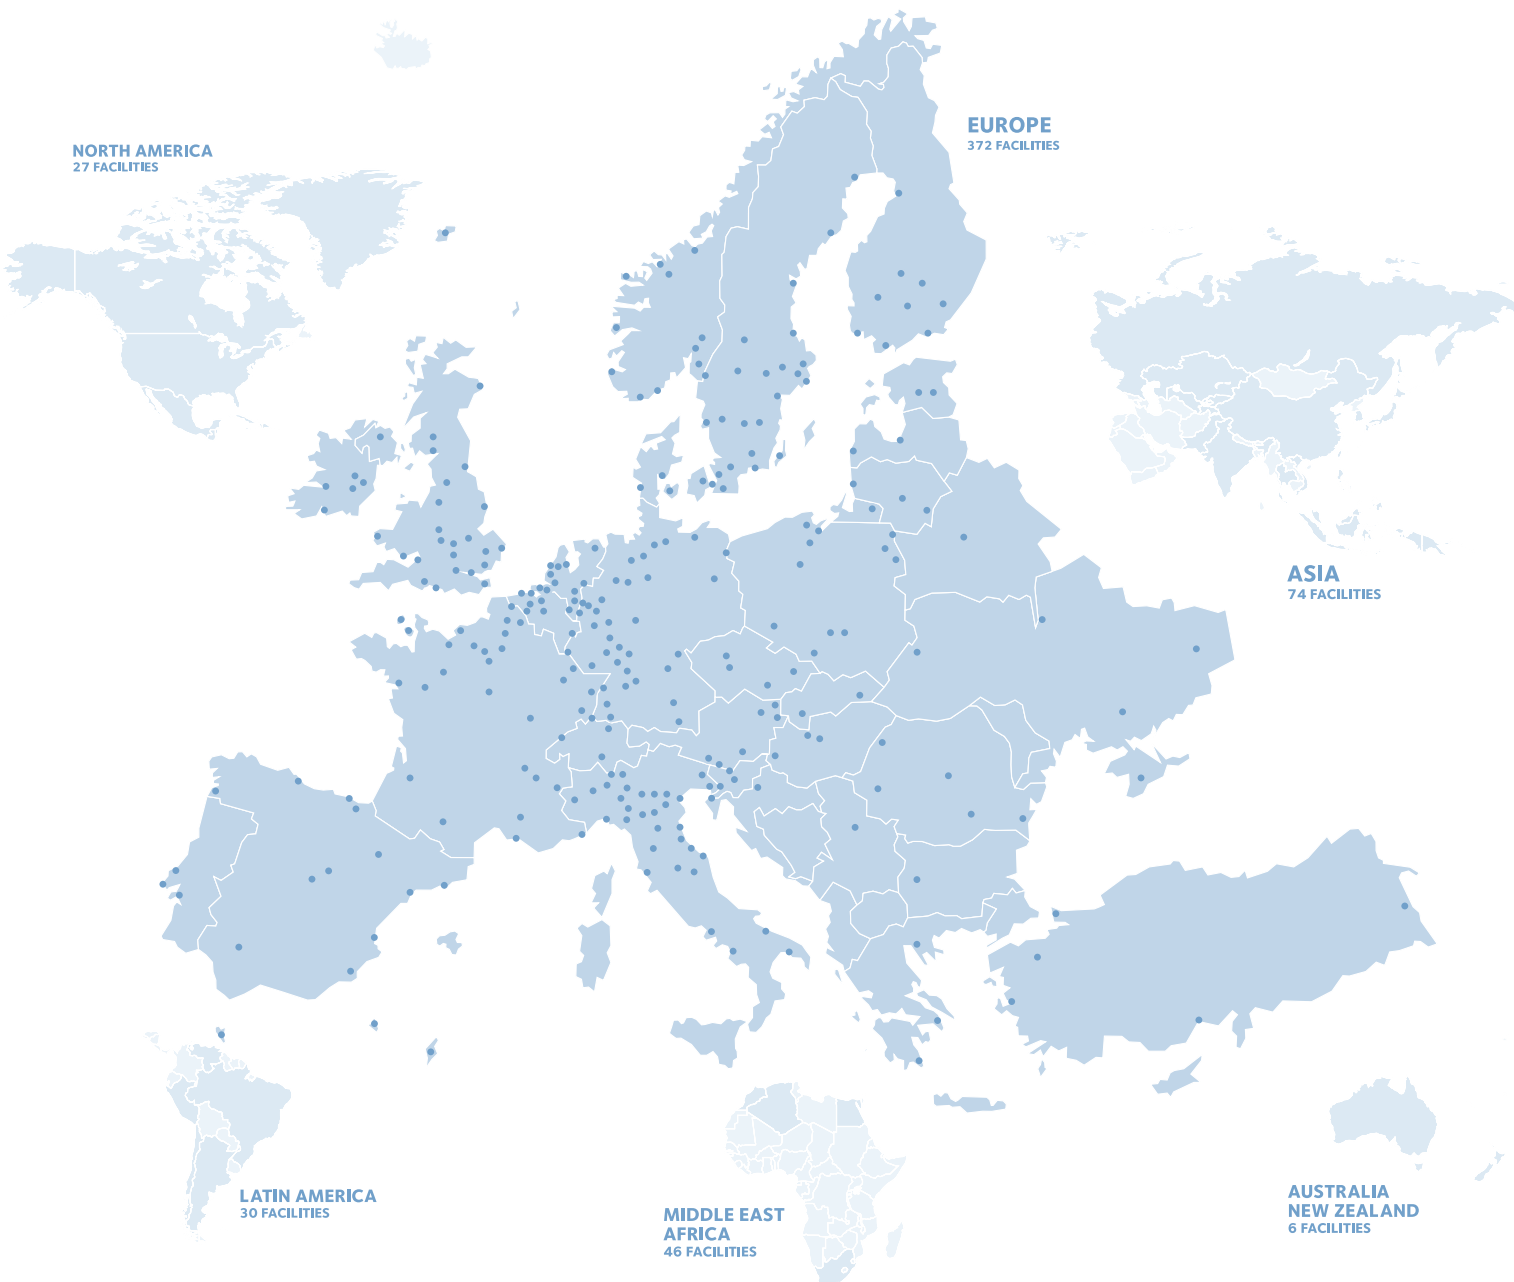 EUROPE
372 FACILITIES
NORTH AMERICA
27 FACILITIES
ASIA
74 FACILITIES
LATIN AMERICA
30 FACILITIES
MIDDLE EAST
AFRICA
46 FACILITIES
AUSTRALIA
NEW ZEALAND
6 FACILITIES